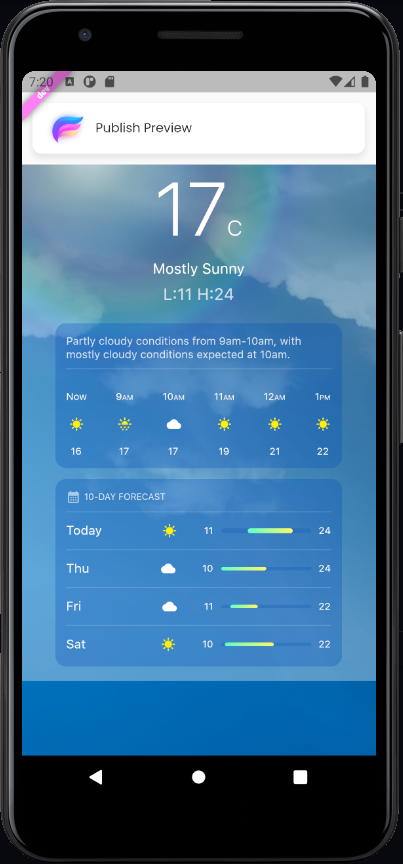 7:20
dev
Publish Preview
17 C
Mostly Sunny
L:11 H:24
Partly cloudy conditions from 9am-10am, with
mostly cloudy conditions expected at 10am.
Now 9AM 10AM 11AM 12AM 1PM
16 17 17 19 21 22
10-DAY FORECAST
Today 11 24
Thu 10 24
Fri 11 22
Sat 10 22